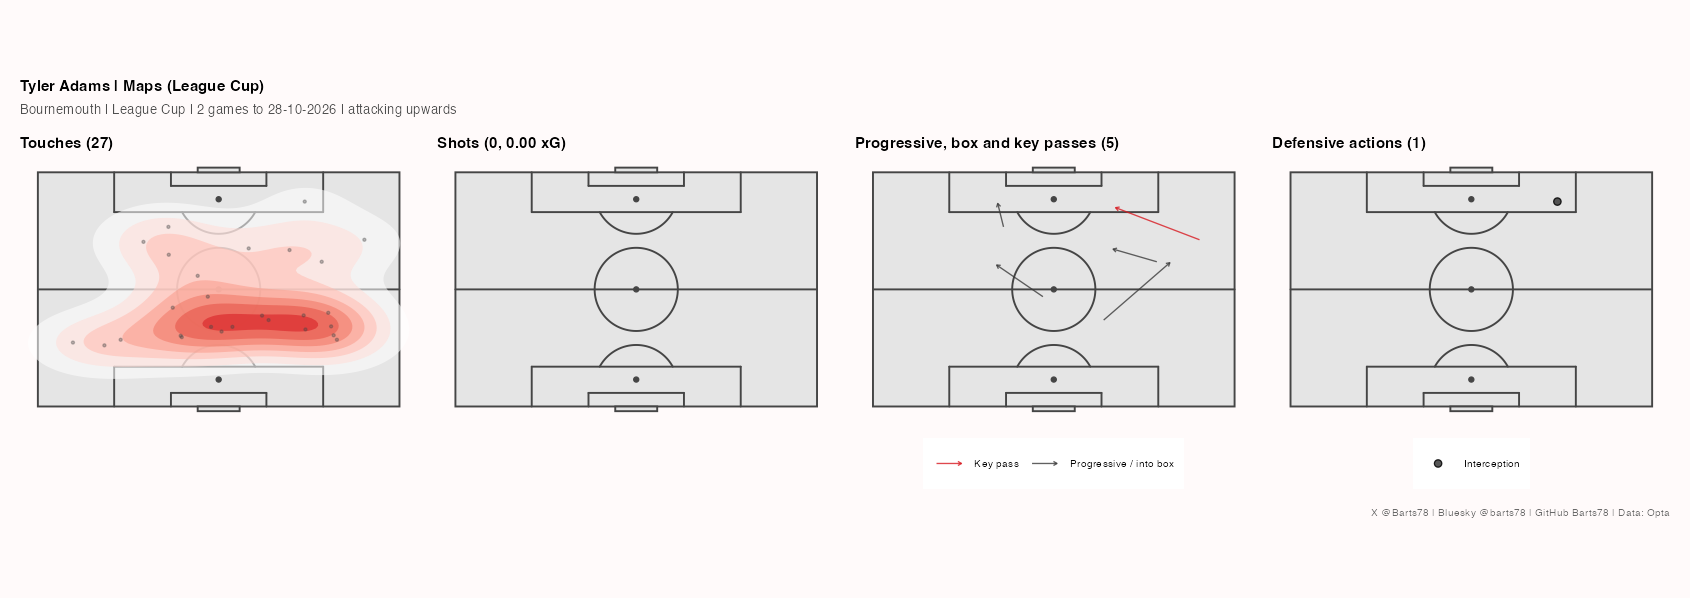 Tyler Adams | Maps (League Cup)
Bournemouth | League Cup | 2 games to 28-10-2026 | attacking upwards
Touches (27)
Shots (0, 0.00 xG)
Progressive, box and key passes (5)
Defensive actions (1)
Key pass
Progressive / into box
Interception
X @Barts78 | Bluesky @barts78 | GitHub Barts78 | Data: Opta